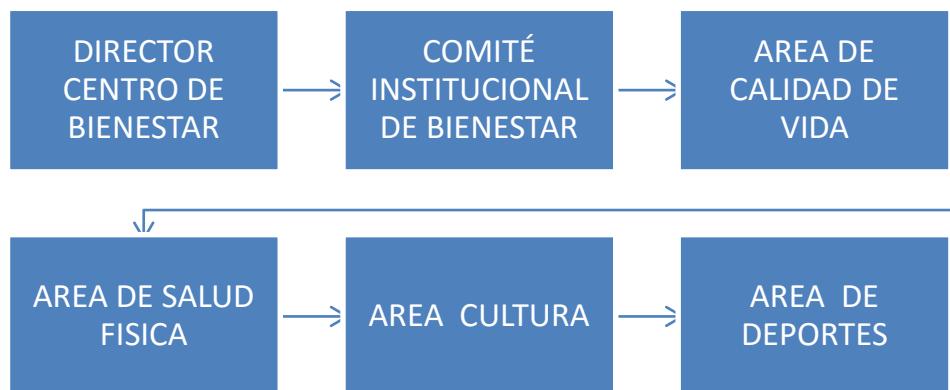 DIRECTOR
CENTRO DE
BIENESTAR
COMITÉ
INSTITUCIONAL
DE BIENESTAR
AREA DE
CALIDAD DE
VIDA
AREA DE SALUD
FISICA
AREA CULTURA
AREA DE
DEPORTES